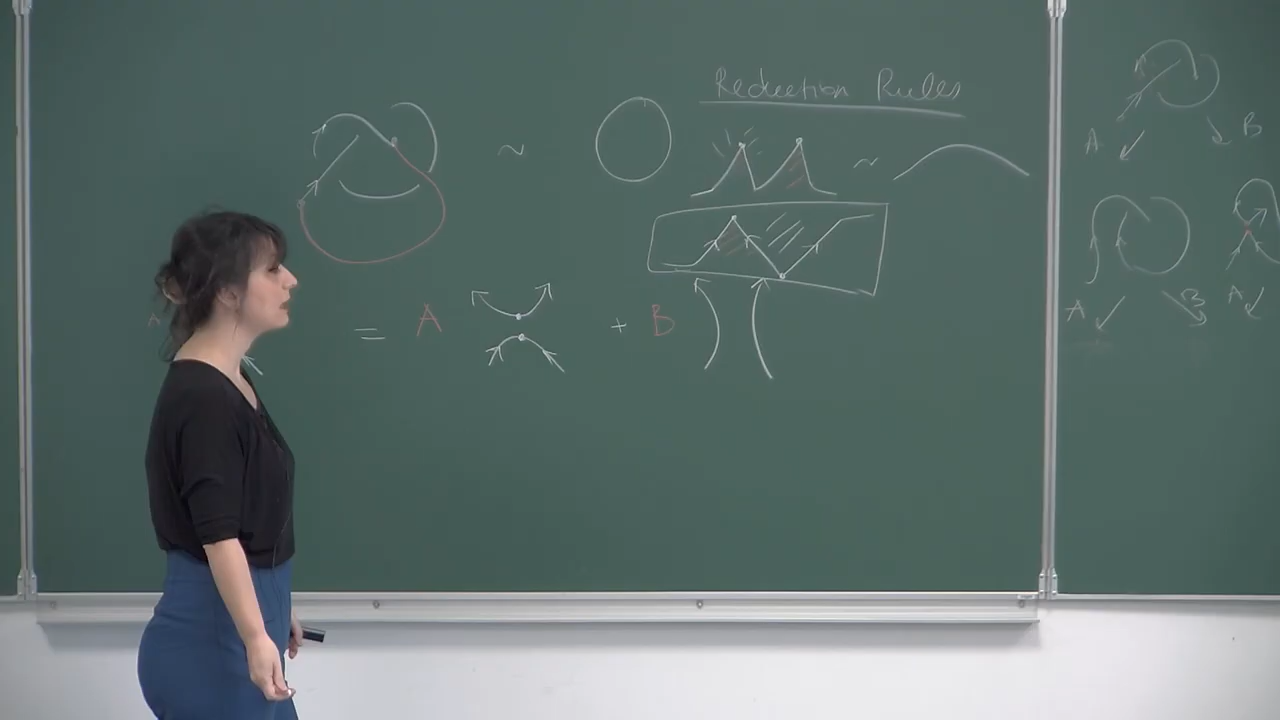 Reduction Rules
~
~
= A + B
A B
A B A